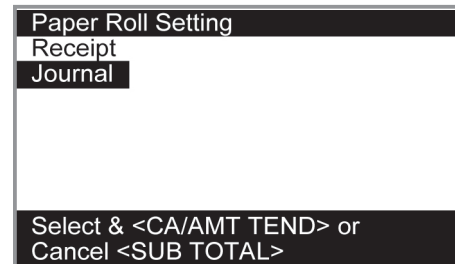 Paper Roll Setting
Receipt
Journal
Select & <CA/AMT TEND> or
Cancel <SUB TOTAL>